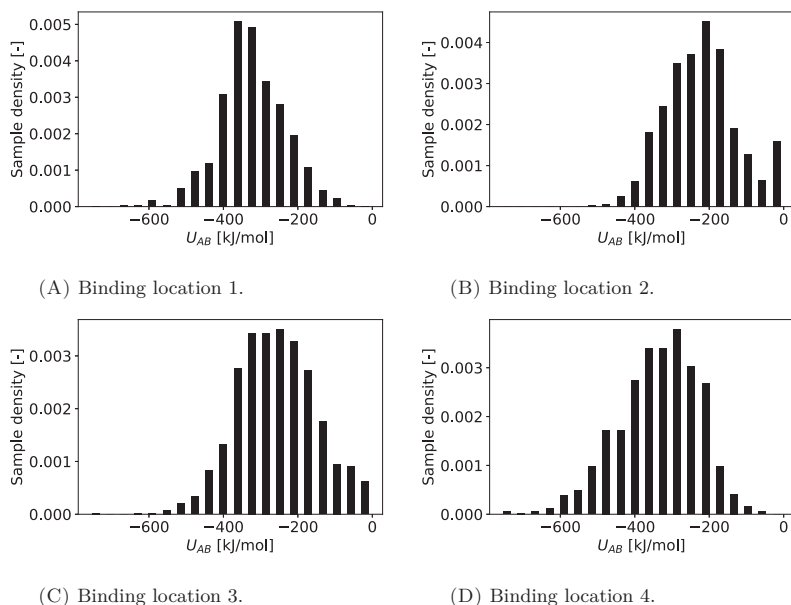 0.005
0.004
0.003
0.002
0.001
0.000
Sample density [-]
−600 −400 −200 0
U_AB [kJ/mol]
(A) Binding location 1.
0.004
0.003
0.002
0.001
0.000
Sample density [-]
−600 −400 −200 0
U_AB [kJ/mol]
(B) Binding location 2.
0.003
0.002
0.001
0.000
Sample density [-]
−600 −400 −200 0
U_AB [kJ/mol]
(C) Binding location 3.
0.003
0.002
0.001
0.000
Sample density [-]
−600 −400 −200 0
U_AB [kJ/mol]
(D) Binding location 4.